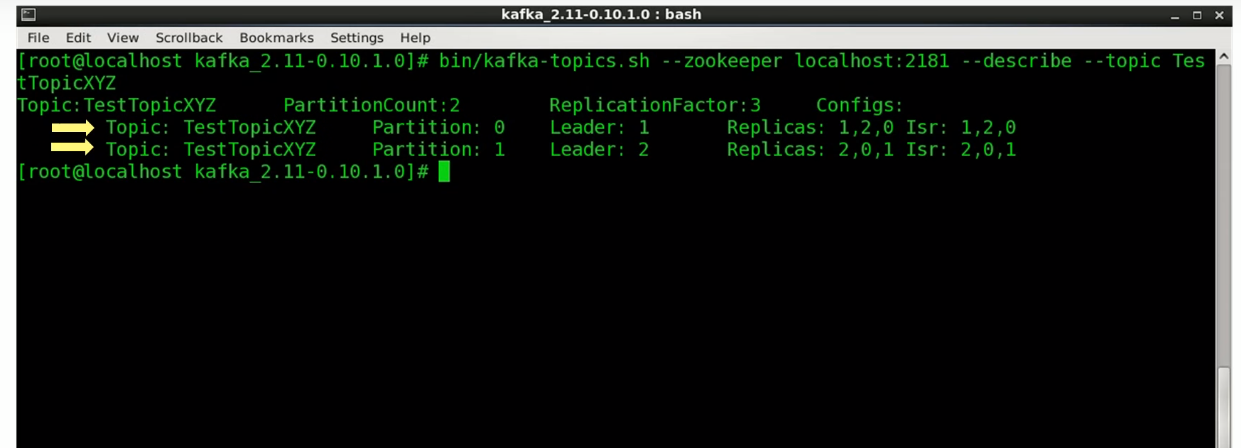 kafka_2.11-0.10.1.0 : bash
File Edit View Scrollback Bookmarks Settings Help
[root@localhost kafka_2.11-0.10.1.0]# bin/kafka-topics.sh --zookeeper localhost:2181 --describe --topic Tes
tTopicXYZ
Topic:TestTopicXYZ PartitionCount:2 ReplicationFactor:3 Configs:
Topic: TestTopicXYZ Partition: 0 Leader: 1 Replicas: 1,2,0 Isr: 1,2,0
Topic: TestTopicXYZ Partition: 1 Leader: 2 Replicas: 2,0,1 Isr: 2,0,1
[root@localhost kafka_2.11-0.10.1.0]#